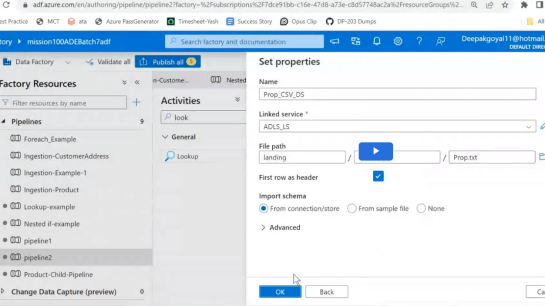 adf.azure.com/en/authoring/pipeline/pipeline2?factory=%2Fsubscriptions%2F7dce91bb-c16e-47d8-a73e-c8d57748ac2a%2FresourceGroups%2...
st Practice
MCT
ata
Azure PassGenerator
Timesheet-Yash
Success Story
Opus Clip
DP-203 Dumps
All
tory
mission100ADEBatch7adf
Search factory and documentation
Deepakgoyal11@hotmail.
DEFAULT DIREC
Data Factory
Validate all
Publish all
Factory Resources
Filter resources by name
Pipelines 9
Foreach_Example
Ingestion-CustomerAddress
Ingestion-Example-1
Ingestion-Product
Lookup-example
Nested if-example
pipeline1
pipeline2
Product-Child-Pipeline
Change Data Capture (preview) 0
n-Custome...
Nested
Activities
look
General
Lookup
Set properties
Name
Prop_CSV_DS
Linked service *
ADLS_LS
File path
landing / / Prop.txt
First row as header
Import schema
From connection/store
From sample file
None
Advanced
OK
Back
Ca